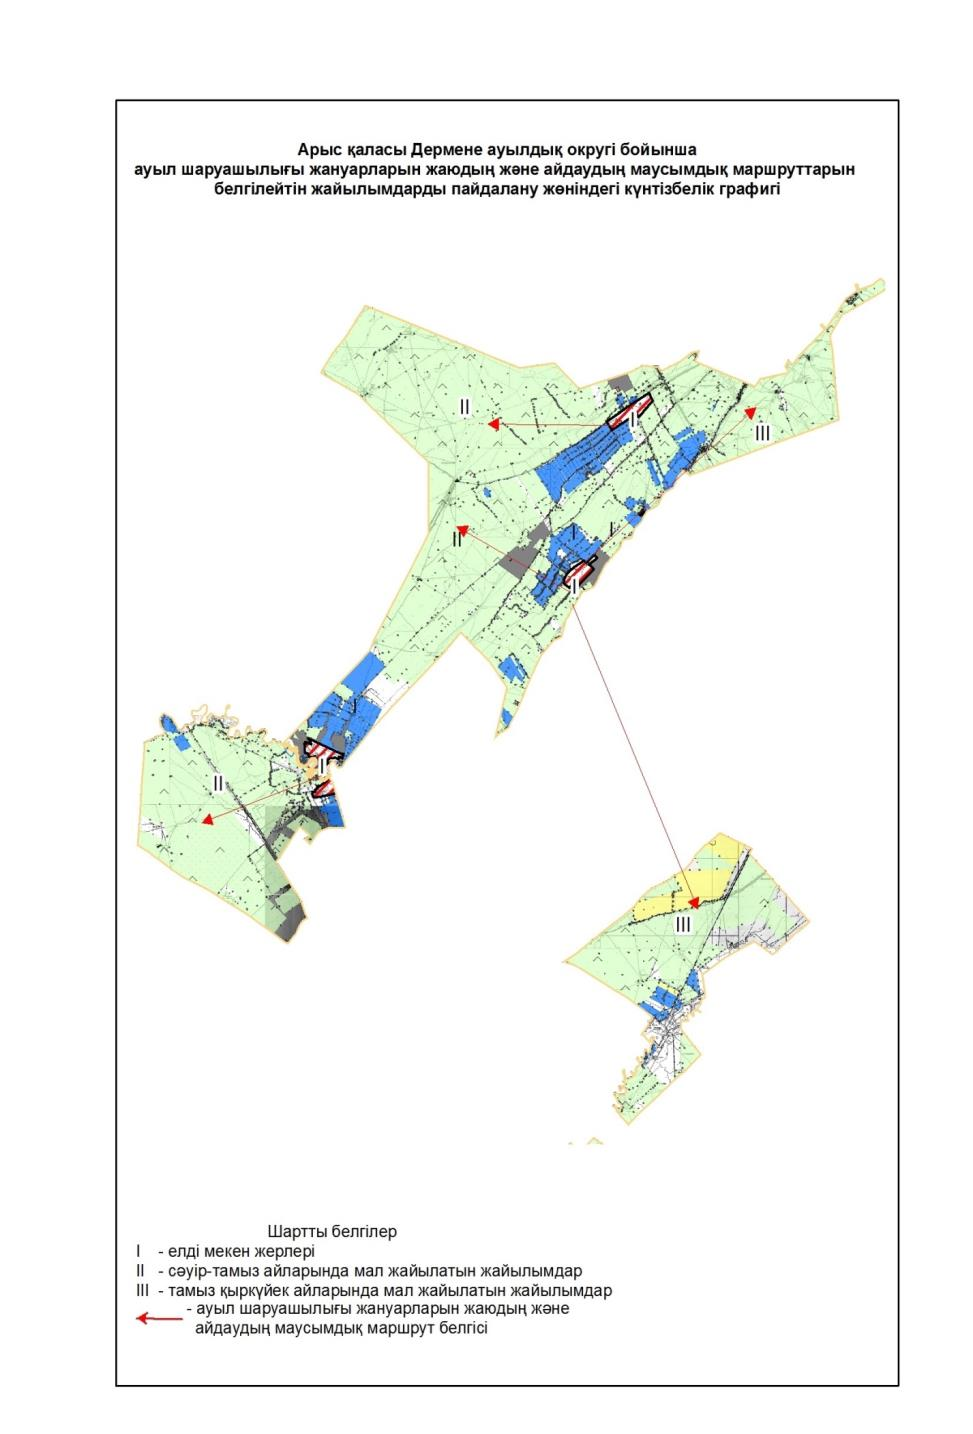 Арыс қаласы Дермене ауылдық округі бойынша
ауыл шаруашылығы жануарларын жаюдың және айдаудың маусымдық маршруттарын
белгілейтін жайылымдарды пайдалану жөніндегі күнтізбелік графигі
II
I
III
II
I
I
I
I
II
I
III
Шартты белгілер
I - елді мекен жерлері
II - сәуір-тамыз айларында мал жайылатын жайылымдар
III - тамыз қыркүйек айларында мал жайылатын жайылымдар
- ауыл шаруашылығы жануарларын жаюдың және
айдаудың маусымдық маршрут белгісі